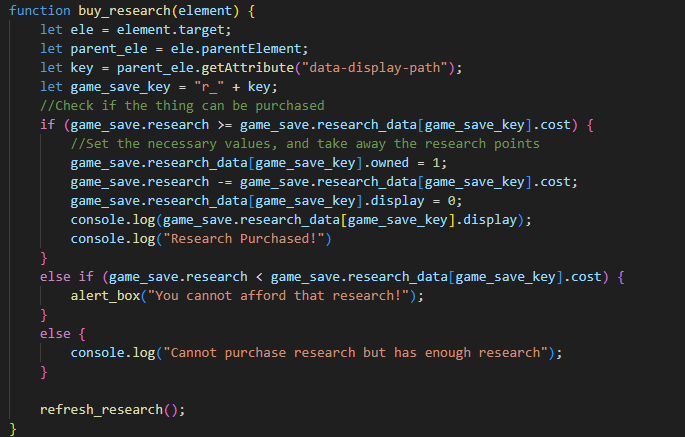 function buy_research(element) {
let ele = element.target;
let parent_ele = ele.parentElement;
let key = parent_ele.getAttribute("data-display-path");
let game_save_key = "r_" + key;
//Check if the thing can be purchased
if (game_save.research >= game_save.research_data[game_save_key].cost) {
//Set the necessary values, and take away the research points
game_save.research_data[game_save_key].owned = 1;
game_save.research -= game_save.research_data[game_save_key].cost;
game_save.research_data[game_save_key].display = 0;
console.log(game_save.research_data[game_save_key].display);
console.log("Research Purchased!")
}
else if (game_save.research < game_save.research_data[game_save_key].cost) {
alert_box("You cannot afford that research!");
}
else {
console.log("Cannot purchase research but has enough research");
}
refresh_research();
}